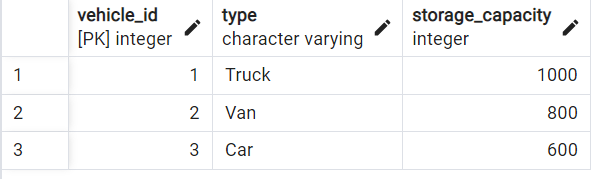 vehicle_id type storage_capacity
[PK] integer character varying integer
1 1 Truck 1000
2 2 Van 800
3 3 Car 600